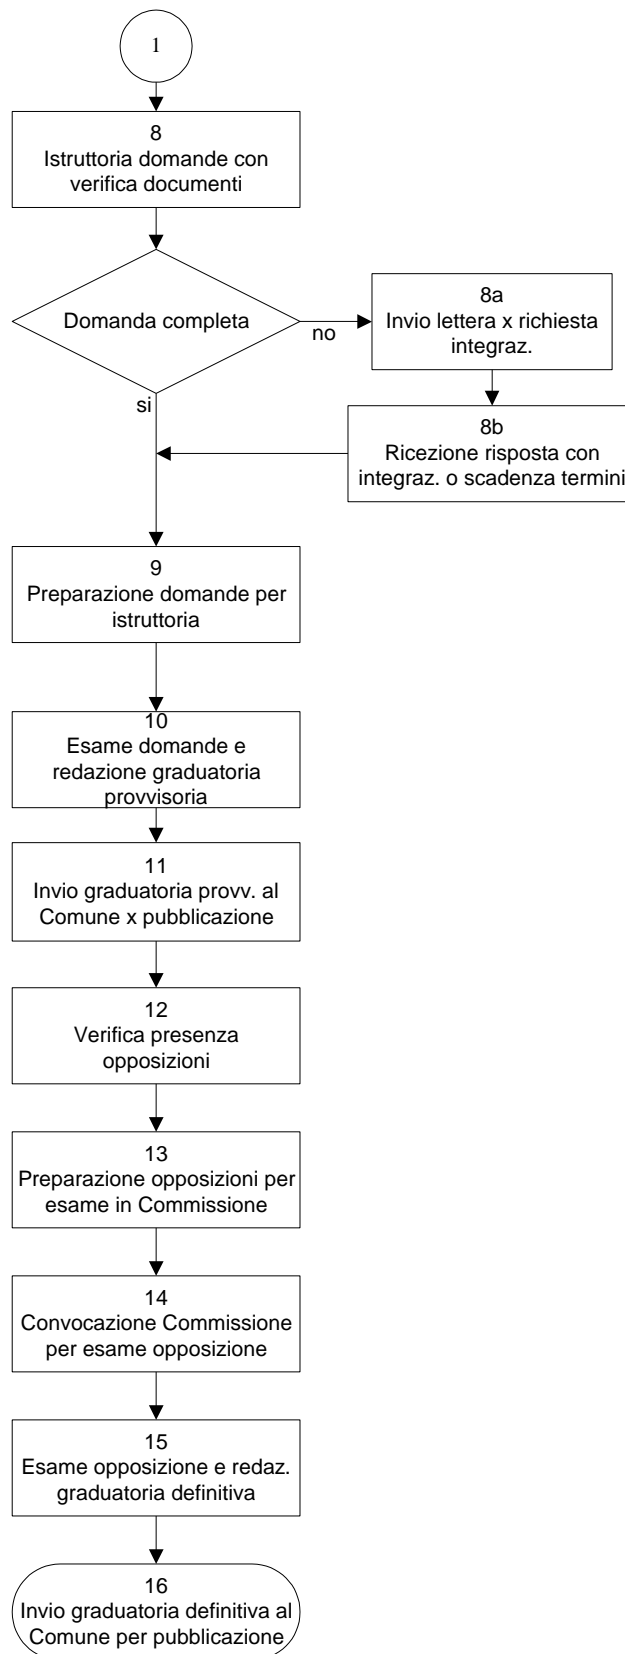 1
8
Istruttoria domande con
verifica documenti
Domanda completa
no
8a
Invio lettera x richiesta
integraz.
si
8b
Ricezione risposta con
integraz. o scadenza termini
9
Preparazione domande per
istruttoria
10
Esame domande e
redazione graduatoria
provvisoria
11
Invio graduatoria provv. al
Comune x pubblicazione
12
Verifica presenza
opposizioni
13
Preparazione opposizioni per
esame in Commissione
14
Convocazione Commissione
per esame opposizione
15
Esame opposizione e redaz.
graduatoria definitiva
16
Invio graduatoria definitiva al
Comune per pubblicazione